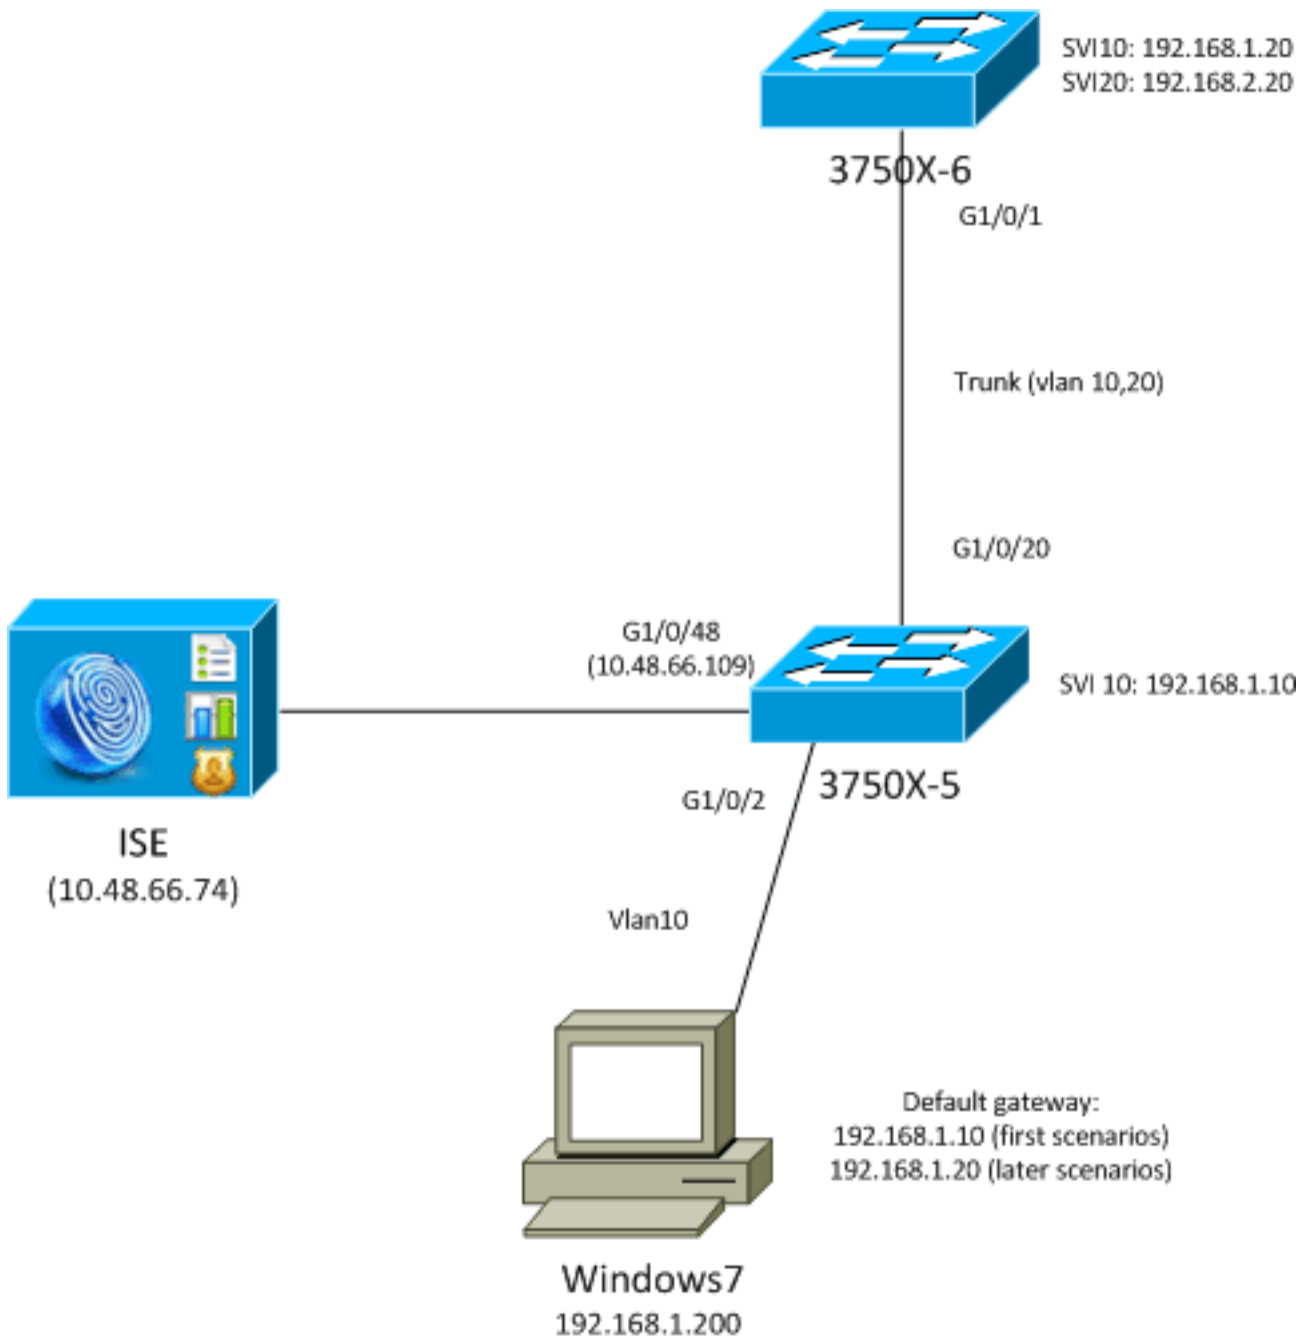 SVI10: 192.168.1.20
SVI20: 192.168.2.20
3750X-6
G1/0/1
Trunk (vlan 10,20)
G1/0/20
G1/0/48
(10.48.66.109)
SVI 10: 192.168.1.10
3750X-5
G1/0/2
ISE
(10.48.66.74)
Vlan10
Default gateway:
192.168.1.10 (first scenarios)
192.168.1.20 (later scenarios)
Windows7
192.168.1.200